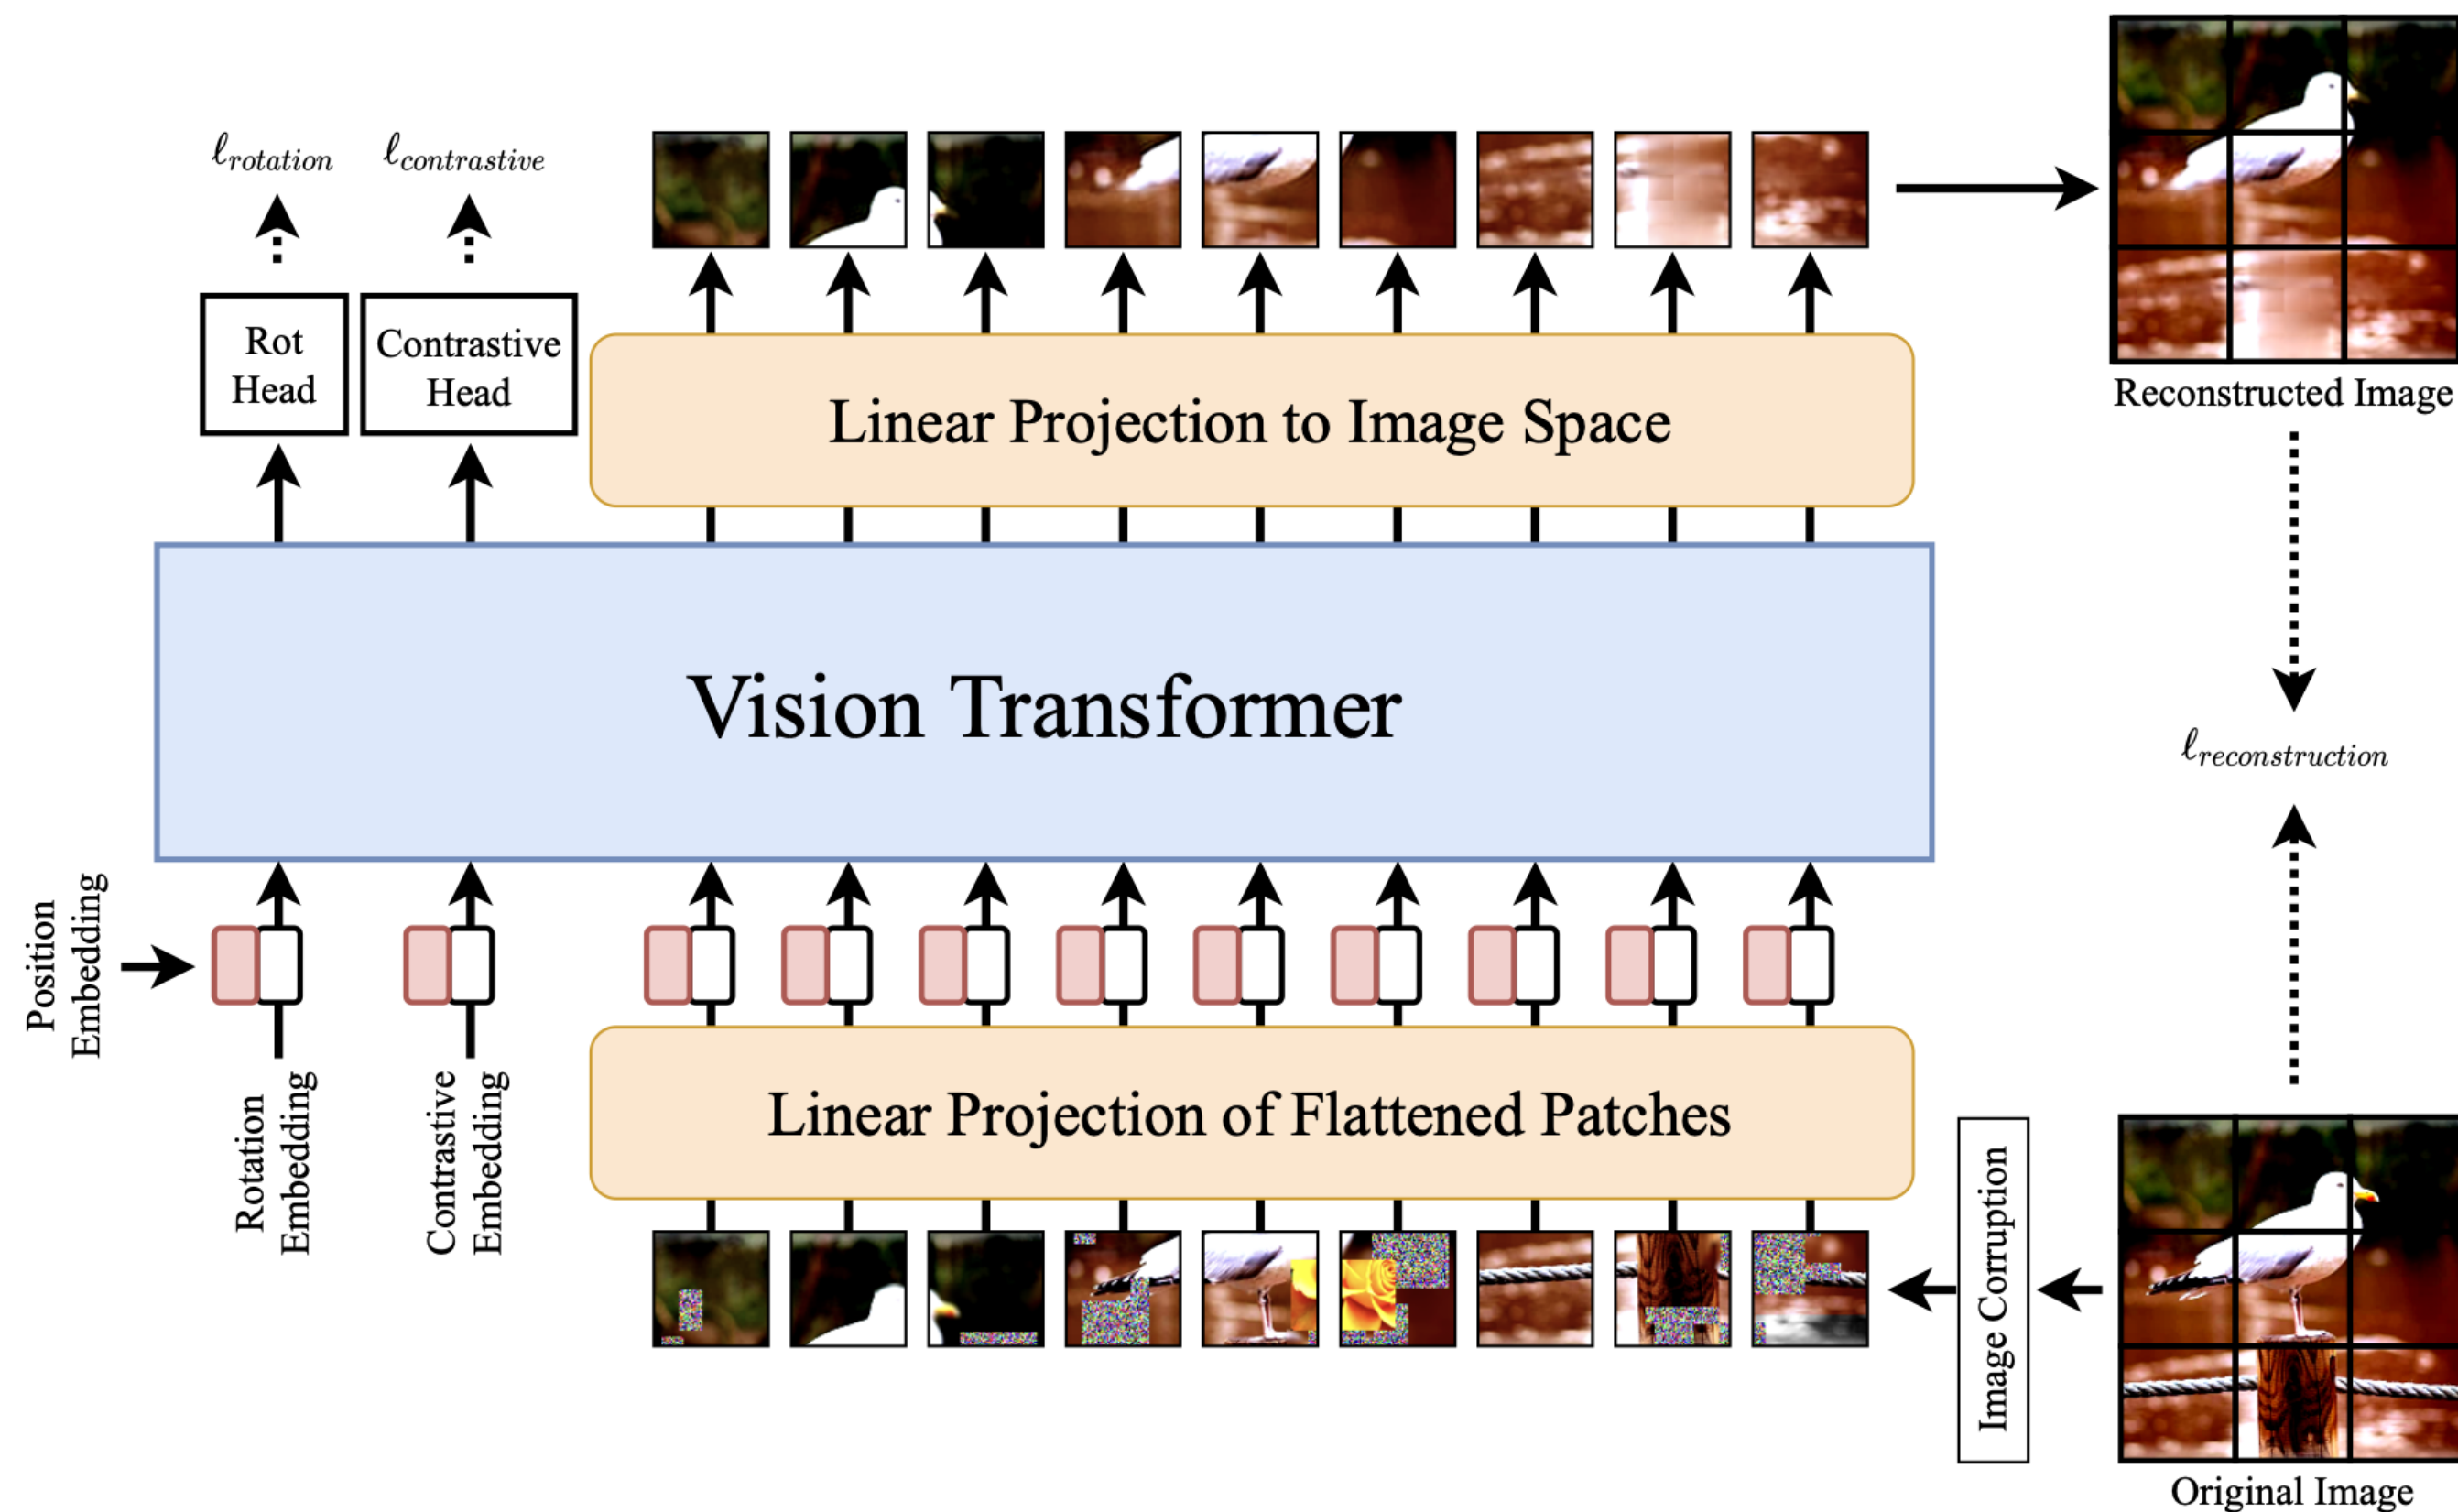 ℓrotation
ℓcontrastive
Rot
Head
Contrastive
Head
Linear Projection to Image Space
Reconstructed Image
Vision Transformer
ℓreconstruction
Position
Embedding
Rotation
Embedding
Contrastive
Embedding
Linear Projection of Flattened Patches
Image Corruption
Original Image